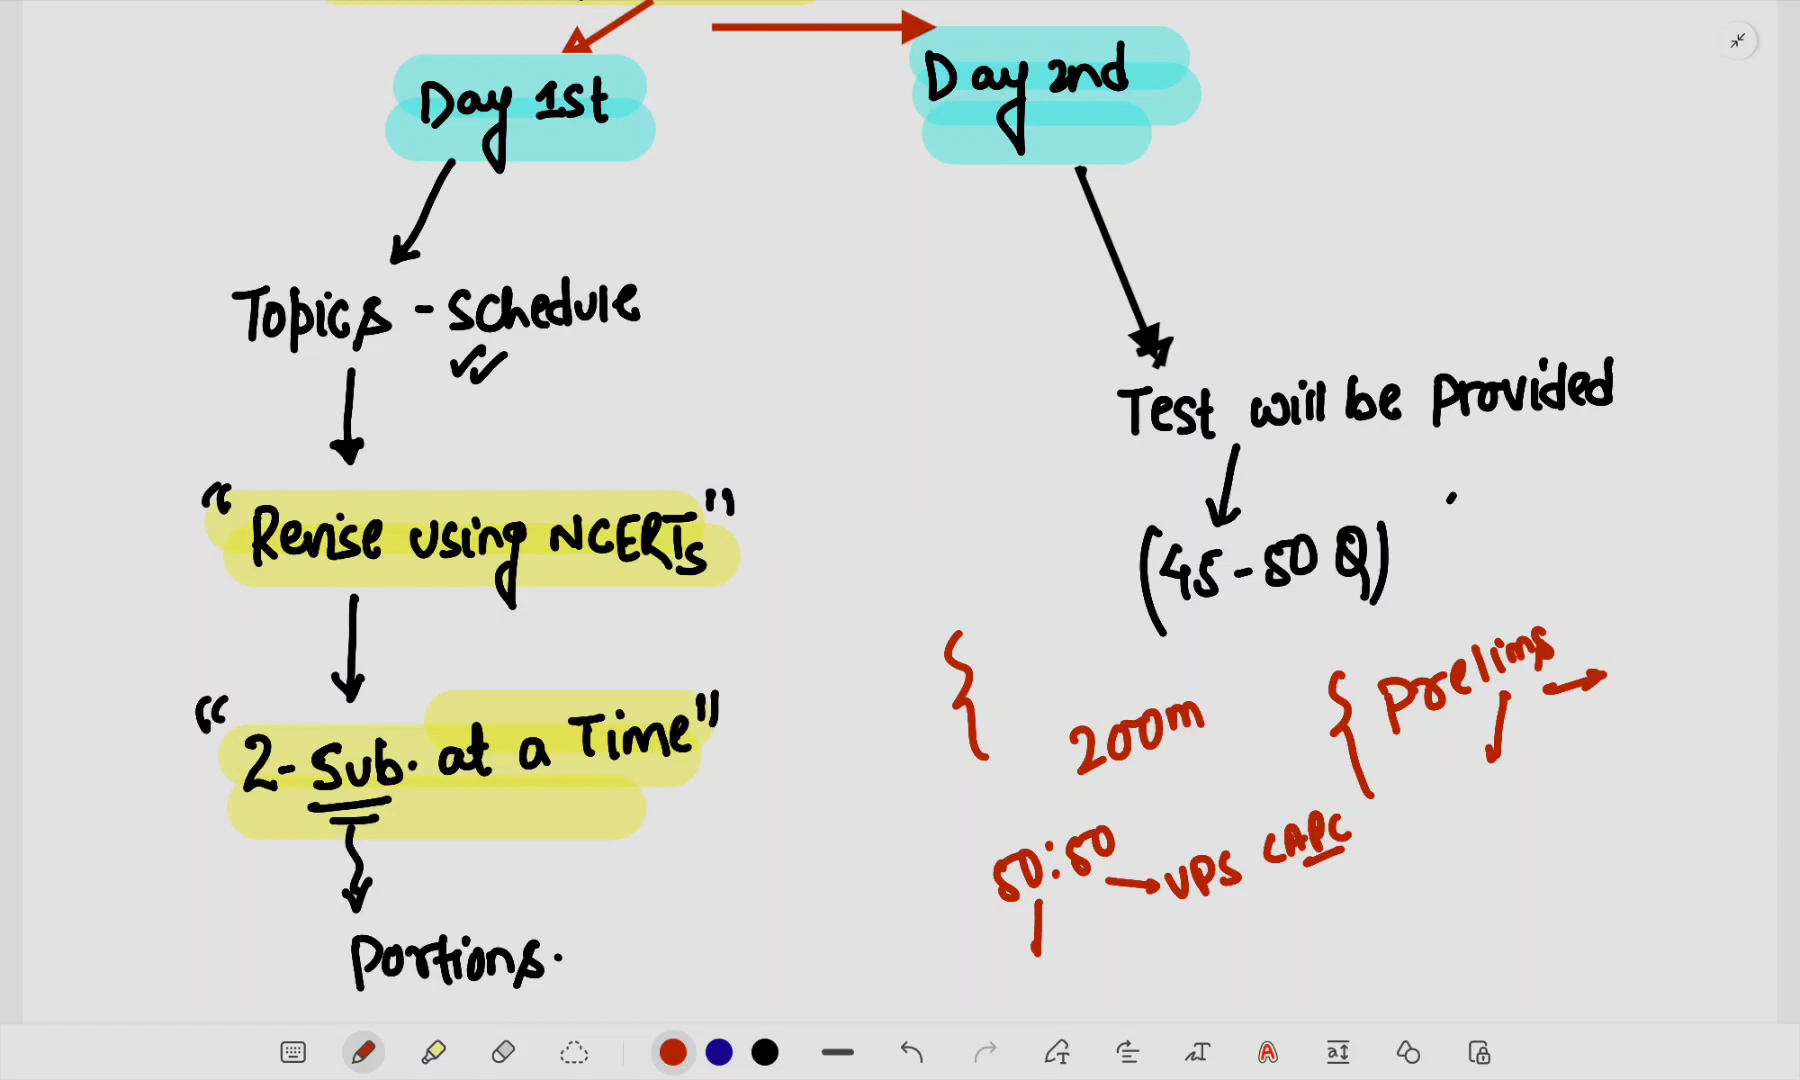 Day 1st
Day 2nd
Topics - schedule
Test will be provided
"Revise using NCERTs"
(45-50 Q)
Prelims
200m
"2- Sub. at a Time"
50:50 → UPS CAPC
Portions.